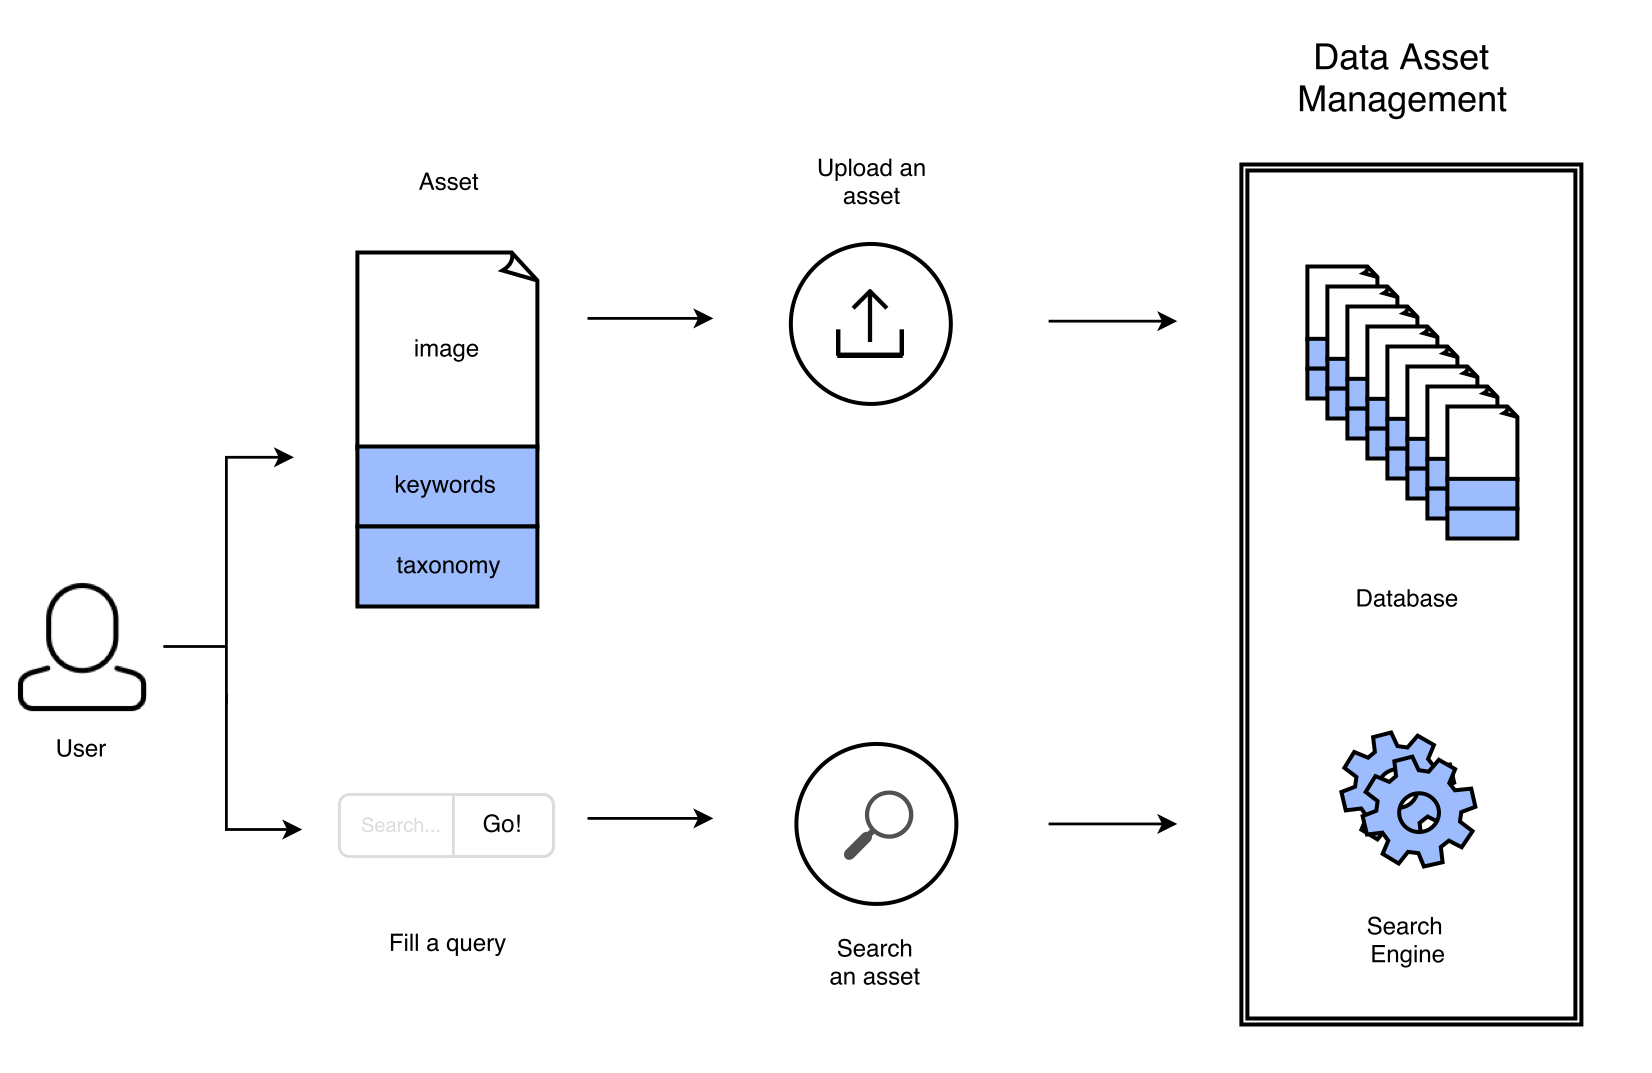 Data Asset
Management
Asset
Upload an
asset
image
keywords
taxonomy
Database
User
Search...
Go!
Fill a query
Search
an asset
Search
Engine